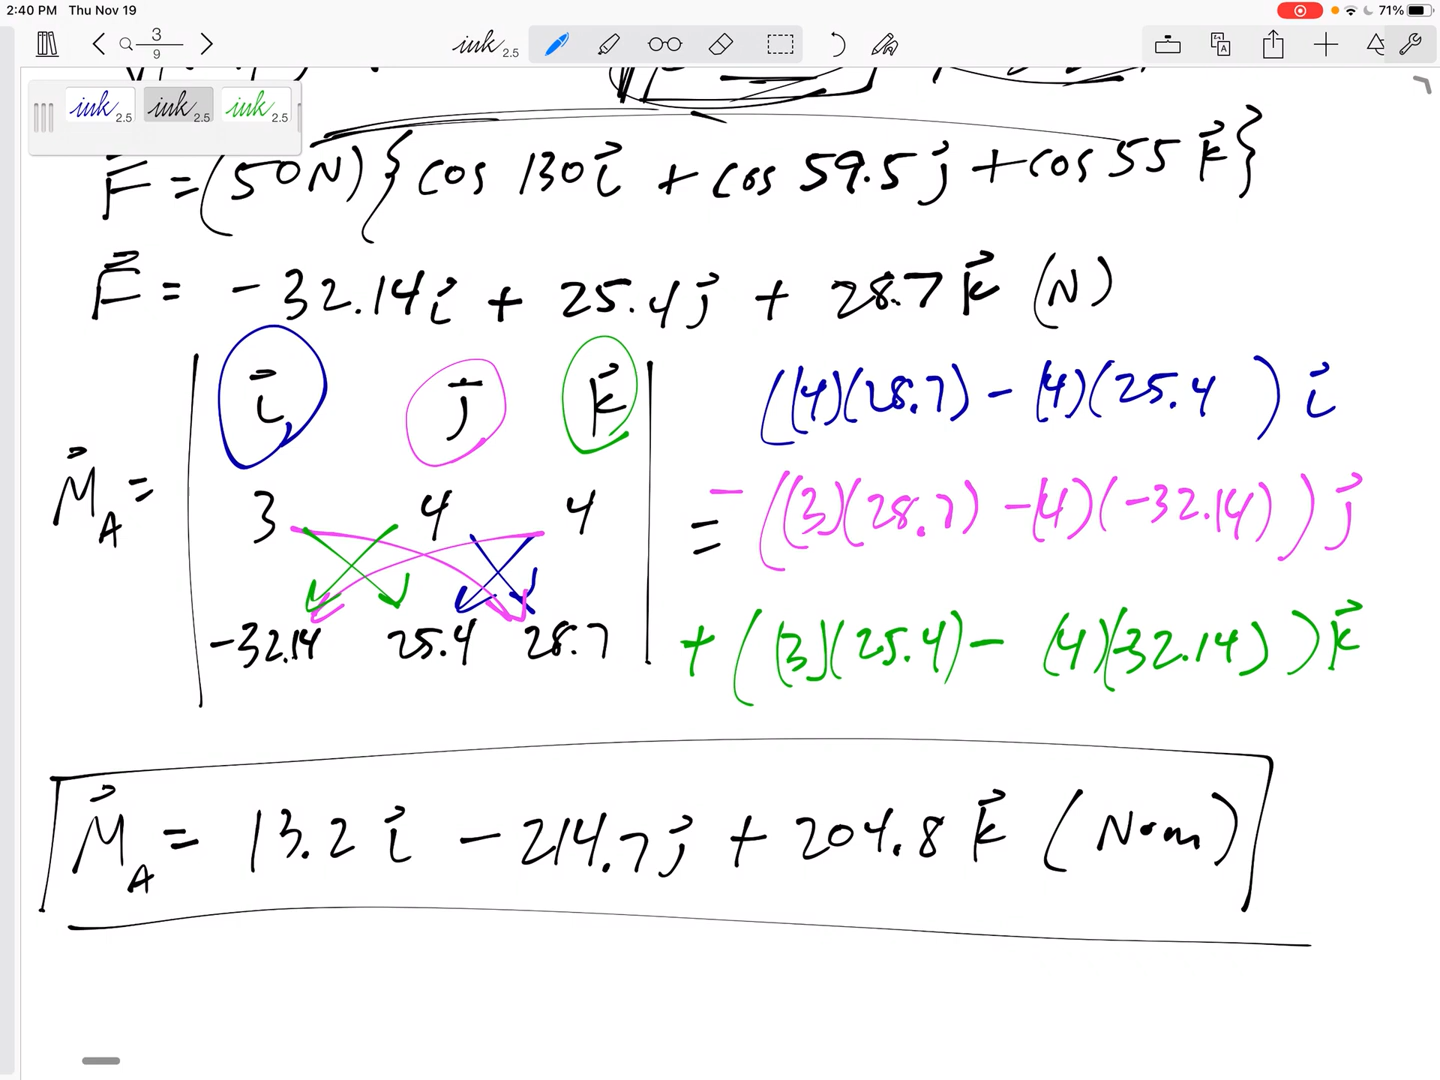 2:40 PM Thu Nov 19
71%
3
9
ink 2.5
ink 2.5 ink 2.5 ink 2.5
F⃗ = (50N){cos 130 i⃗ + cos 59.5 j⃗ + cos 55 k⃗}
F⃗ = -32.14 i⃗ + 25.4 j⃗ + 28.7 k⃗ (N)
i⃗ j⃗ k⃗
((4)(28.7) - (4)(25.4) i⃗
M⃗A =
3 4 4
= -((3)(28.7) - (4)(-32.14)) j⃗
-32.14 25.4 28.7
+ ((3)(25.4) - (4)(-32.14)) k⃗
M⃗A = 13.2 i⃗ - 214.7 j⃗ + 204.8 k⃗ (N·m)